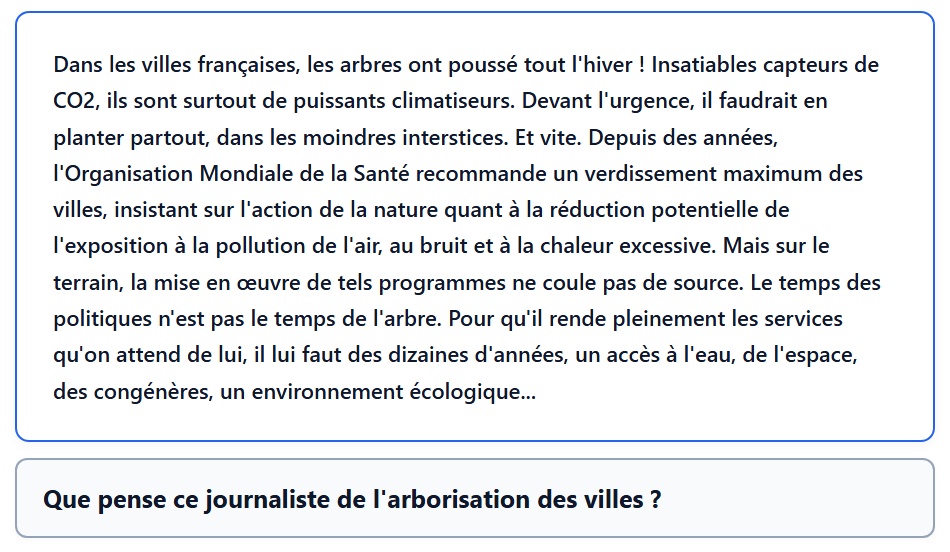 Dans les villes françaises, les arbres ont poussé tout l'hiver ! Insatiables capteurs de
CO2, ils sont surtout de puissants climatiseurs. Devant l'urgence, il faudrait en
planter partout, dans les moindres interstices. Et vite. Depuis des années,
l'Organisation Mondiale de la Santé recommande un verdissement maximum des
villes, insistant sur l'action de la nature quant à la réduction potentielle de
l'exposition à la pollution de l'air, au bruit et à la chaleur excessive. Mais sur le
terrain, la mise en œuvre de tels programmes ne coule pas de source. Le temps des
politiques n'est pas le temps de l'arbre. Pour qu'il rende pleinement les services
qu'on attend de lui, il lui faut des dizaines d'années, un accès à l'eau, de l'espace,
des congénères, un environnement écologique...
Que pense ce journaliste de l'arborisation des villes ?